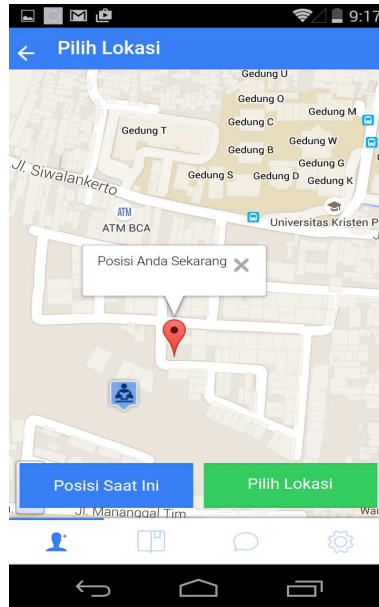 9:17
Pilih Lokasi
Gedung U
Gedung O
Gedung M
Gedung C
Gedung T
Gedung W
Gedung B
Gedung G
Gedung S
Gedung D
Gedung K
Jl. Siwalankerto
ATM
ATM BCA
Universitas Kristen P
Posisi Anda Sekarang
Posisi Saat Ini
Pilih Lokasi
Jl. Mananggal Tim.
War